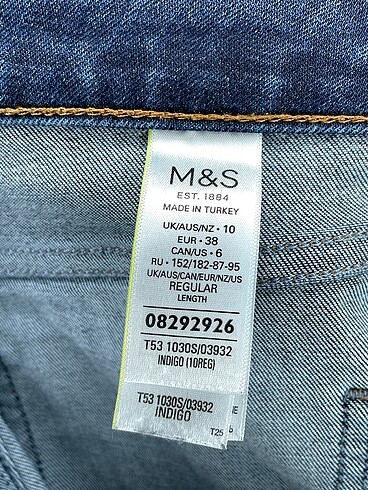 M&S
EST. 1884
MADE IN TURKEY
UK/AUS/NZ • 10
EUR • 38
CAN/US • 6
RU • 152/182-87-95
UK/AUS/CAN/EUR/NZ/US
REGULAR
LENGTH
08292926
T53 1030S/03932
INDIGO (10REG)
T53 1030S/03932
INDIGO
T25